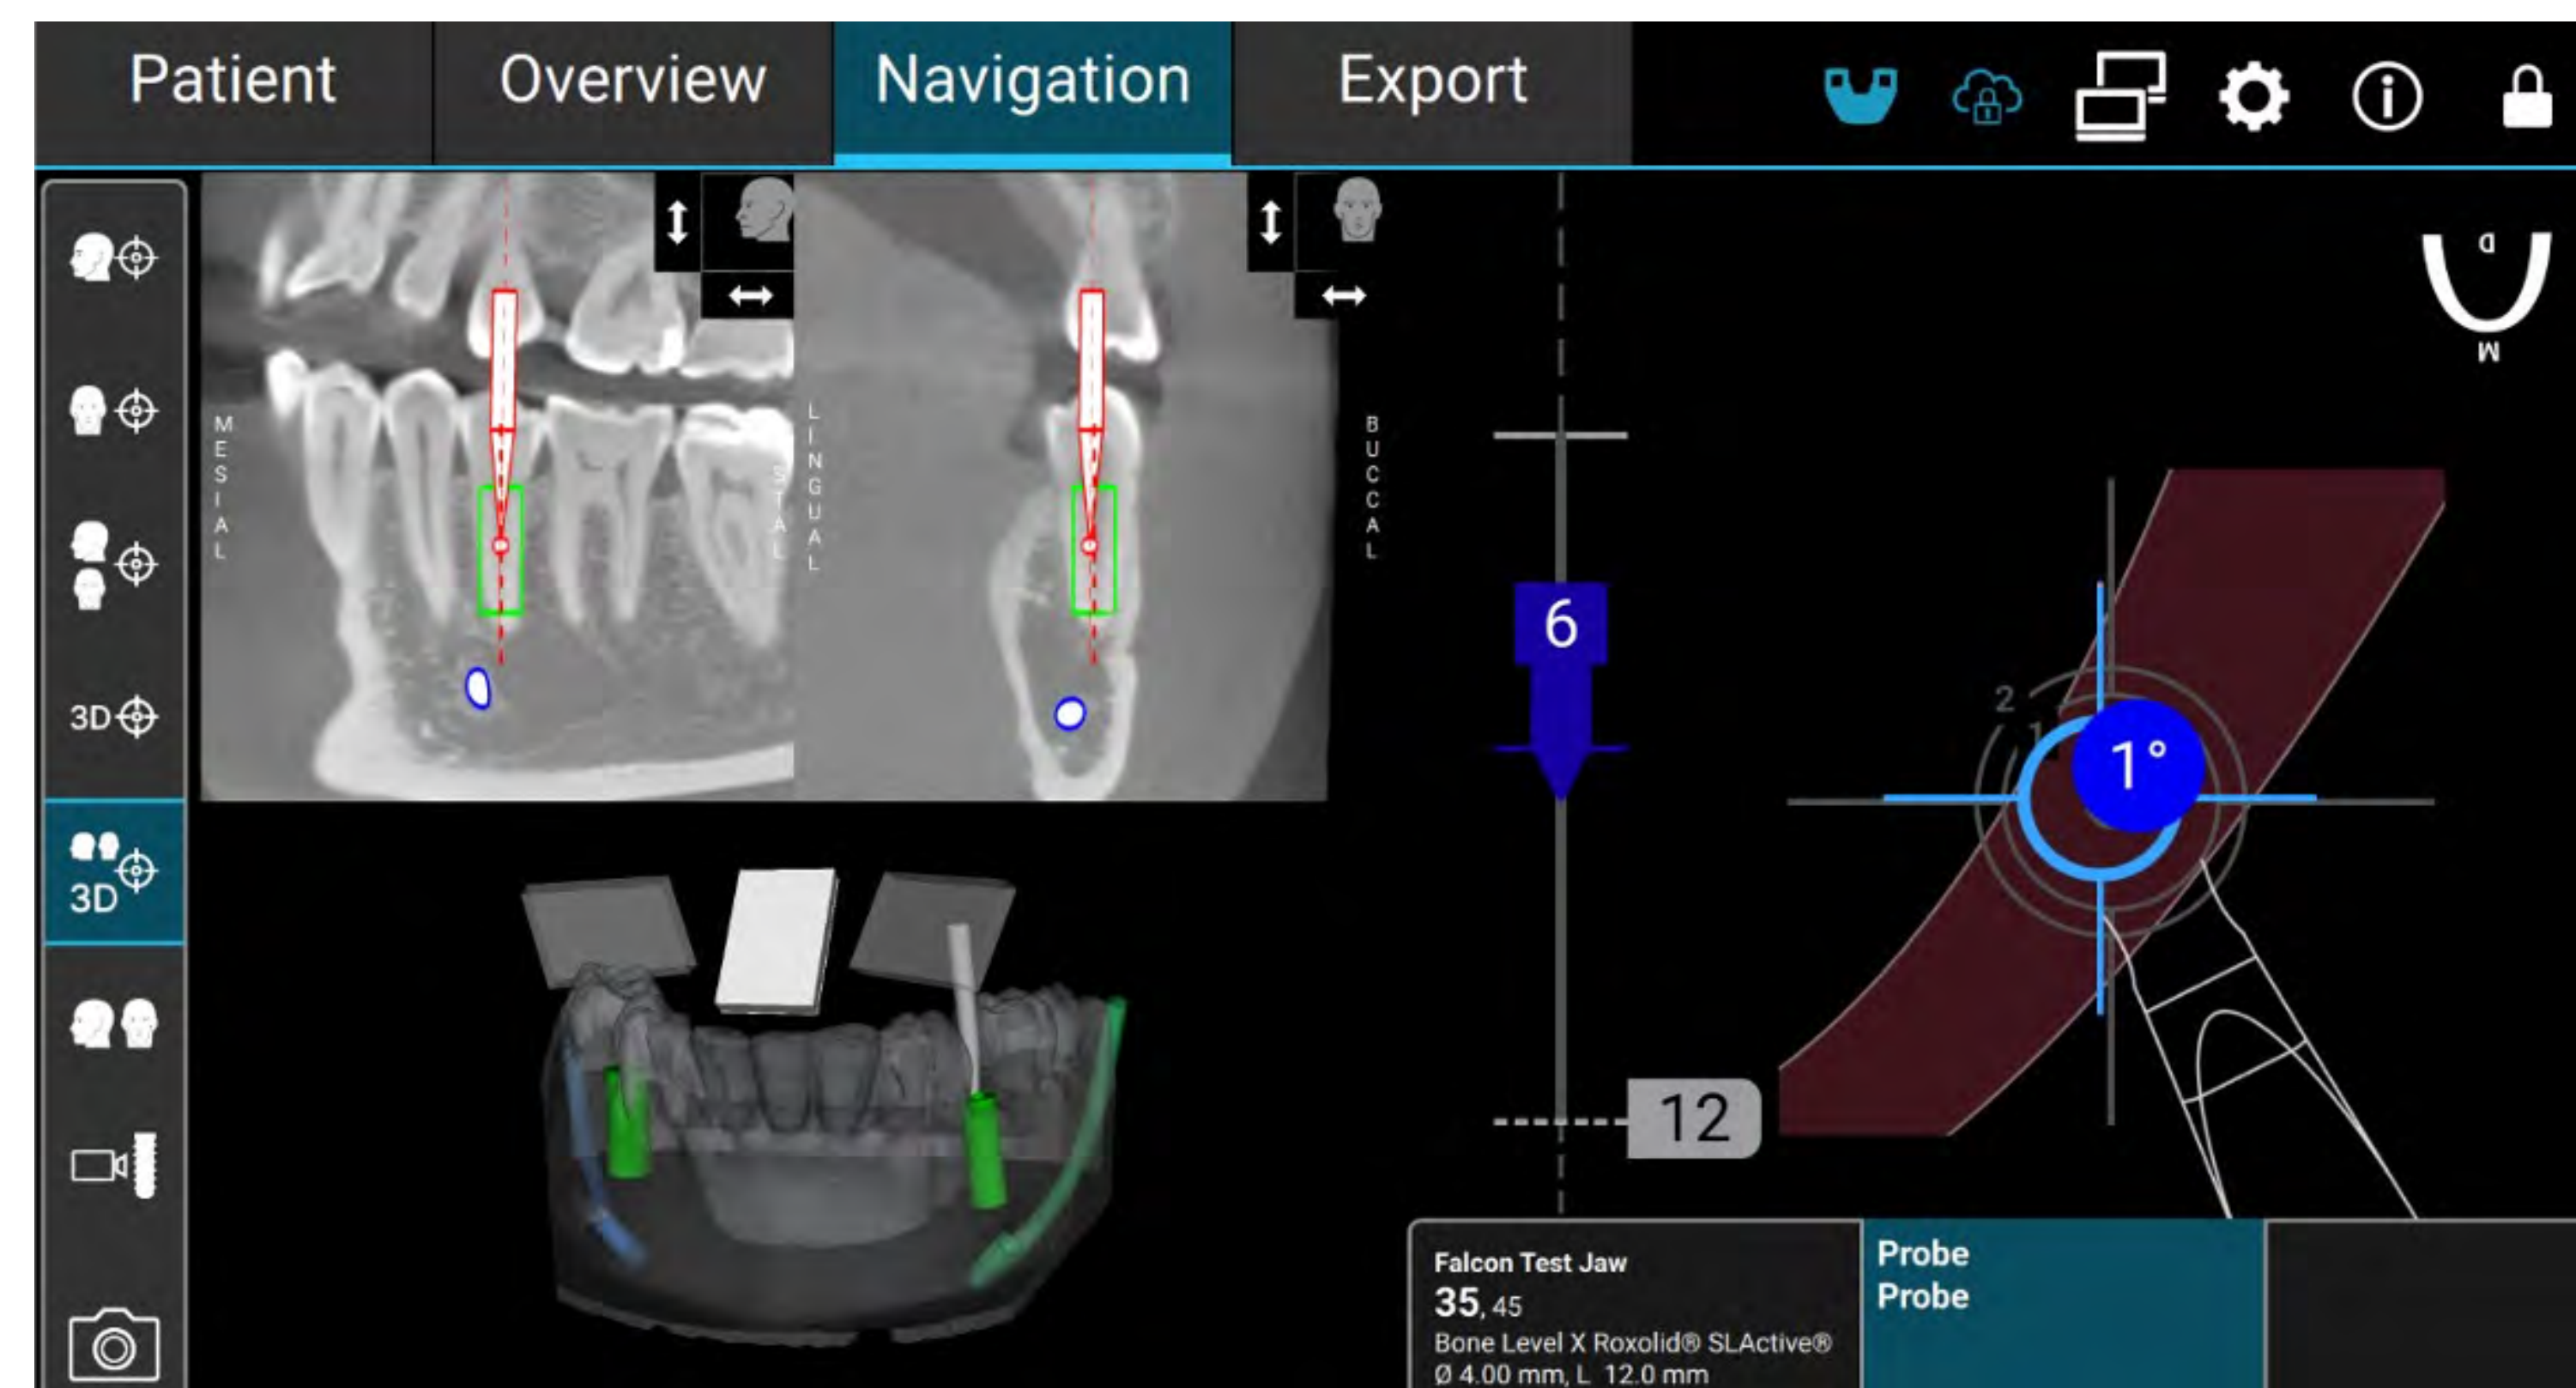 Patient
Overview
Navigation
Export
MESIAL
STAL
LINGUAL
BUCCAL
3D
3D
6
12
D
M
2
1
1°
Falcon Test Jaw
35, 45
Bone Level X Roxolid® SLActive®
Ø 4.00 mm, L 12.0 mm
Probe
Probe